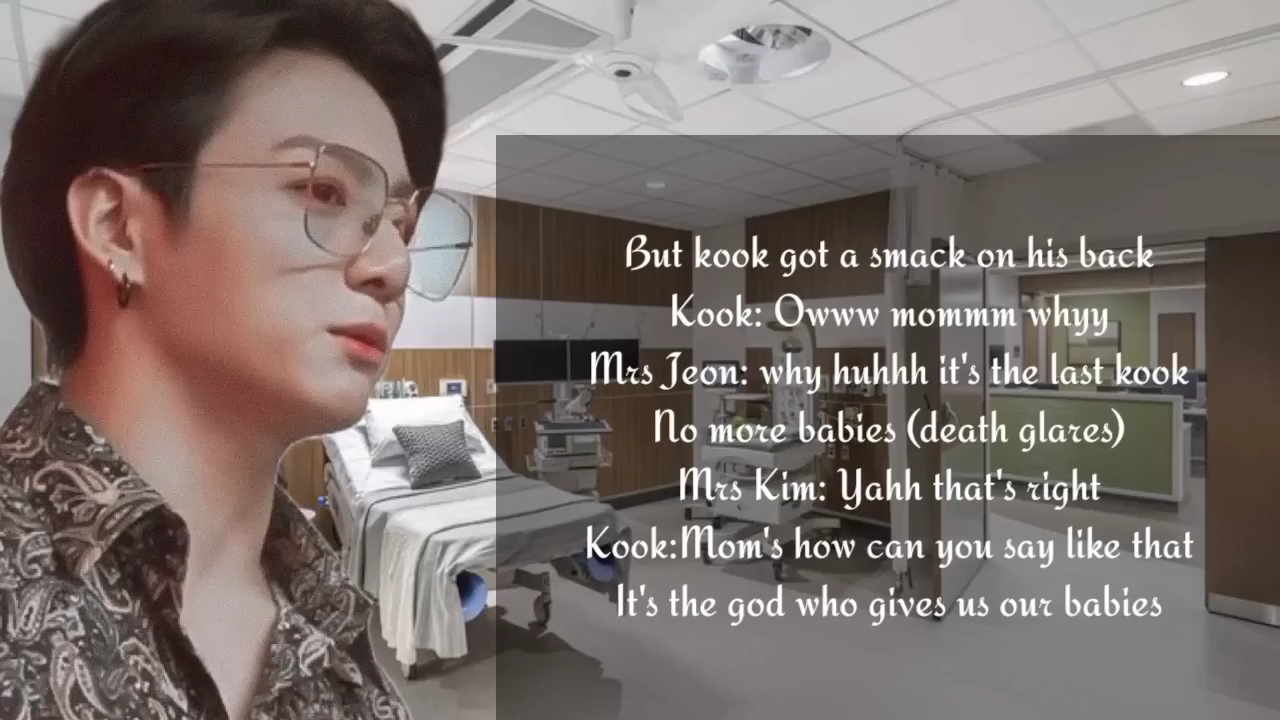 But kook got a smack on his back
Kook: Owww mommm whyy
Mrs Jeon: why huhhh it's the last kook
No more babies (death glares)
Mrs Kim: Yahh that's right
Kook:Mom's how can you say like that
It's the god who gives us our babies